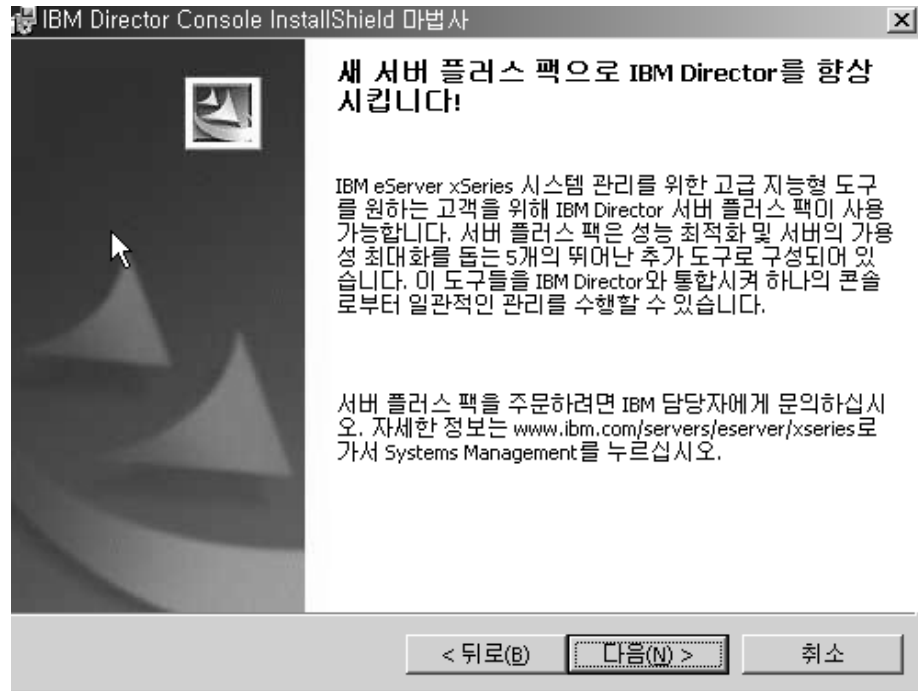 IBM Director Console InstallShield 마법사
새 서버 플러스 팩으로 IBM Director를 향상
시킵니다!
IBM eServer xSeries 시스템 관리를 위한 고급 지능형 도구
를 원하는 고객을 위해 IBM Director 서버 플러스 팩이 사용
가능합니다. 서버 플러스 팩은 성능 최적화 및 서버의 가용
성 최대화를 돕는 5개의 뛰어난 추가 도구로 구성되어 있
습니다. 이 도구들을 IBM Director와 통합시켜 하나의 콘솔
로부터 일관적인 관리를 수행할 수 있습니다.
서버 플러스 팩을 주문하려면 IBM 담당자에게 문의하십시
오. 자세한 정보는 www.ibm.com/servers/eserver/xseries로
가서 Systems Management를 누르십시오.
< 뒤로(B) 다음(N) > 취소